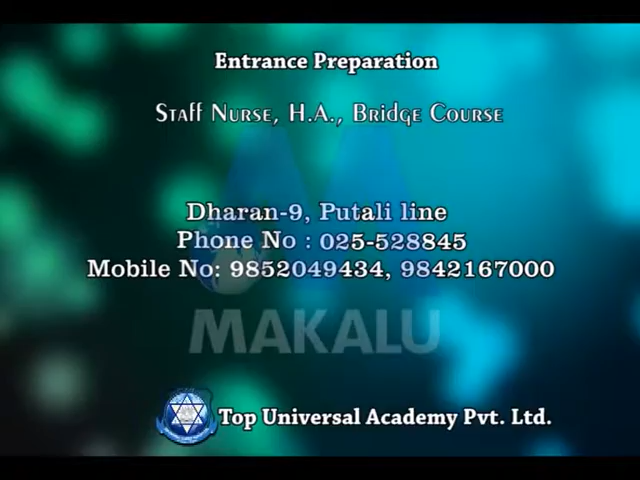 Entrance Preparation
Staff Nurse, H.A., Bridge Course
Dharan-9, Putali line
Phone No : 025-528845
Mobile No: 9852049434, 9842167000
MAKALU
Top Universal Academy Pvt. Ltd.